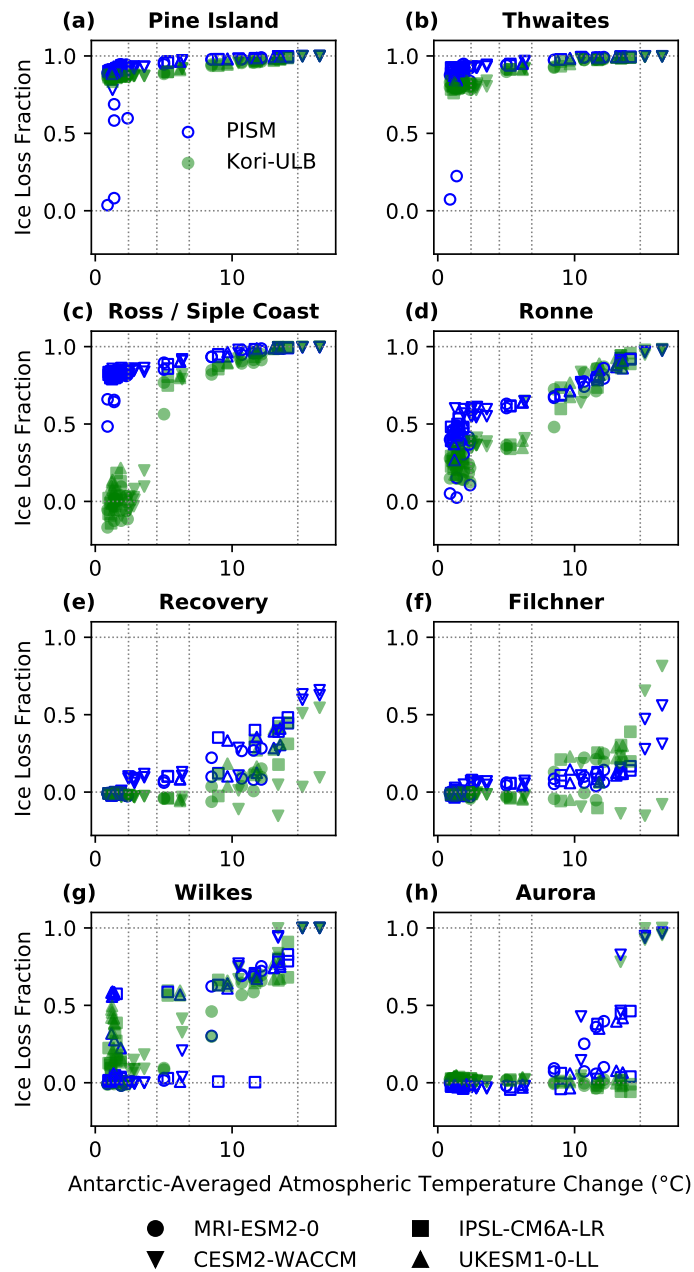 (a) Pine Island
(b) Thwaites
Ice Loss Fraction
1.0
0.5
0.0
PISM
Kori-ULB
0 10
1.0
0.5
0.0
0 10
(c) Ross / Siple Coast
(d) Ronne
Ice Loss Fraction
1.0
0.5
0.0
0 10
1.0
0.5
0.0
0 10
(e) Recovery
(f) Filchner
Ice Loss Fraction
1.0
0.5
0.0
0 10
1.0
0.5
0.0
0 10
(g) Wilkes
(h) Aurora
Ice Loss Fraction
1.0
0.5
0.0
0 10
1.0
0.5
0.0
0 10
Antarctic-Averaged Atmospheric Temperature Change (°C)
MRI-ESM2-0
IPSL-CM6A-LR
CESM2-WACCM
UKESM1-0-LL